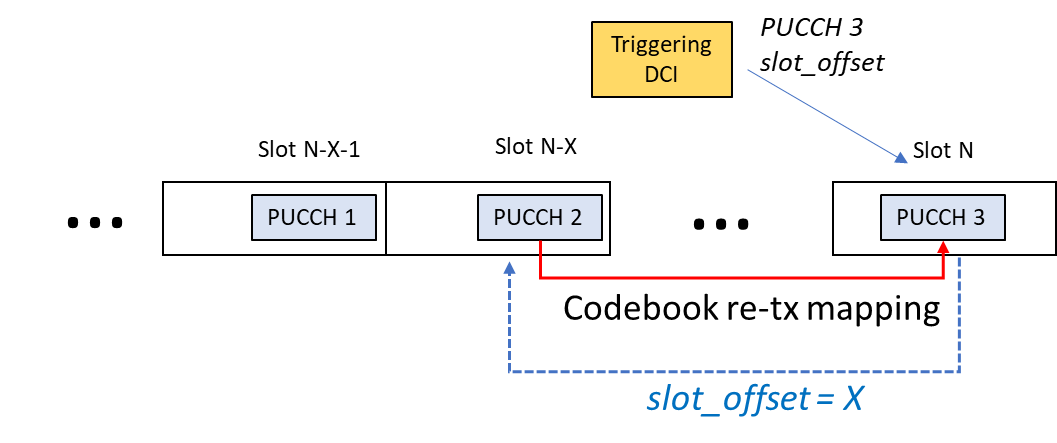 Triggering
DCI
PUCCH 3
slot_offset
Slot N-X-1
Slot N-X
Slot N
••• PUCCH 1
PUCCH 2
••• PUCCH 3
Codebook re-tx mapping
slot_offset = X